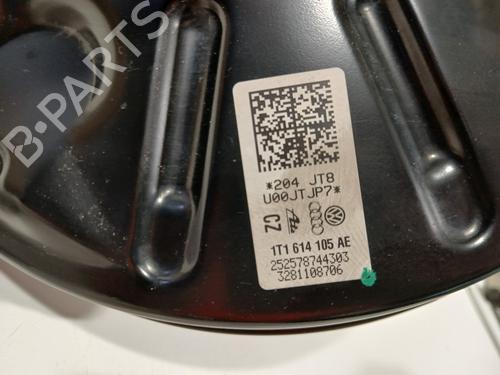 B-PARTS
*204 JT8
U00JTJP7*
CZ
1T1 614 105 AE
252578744303
3281108706